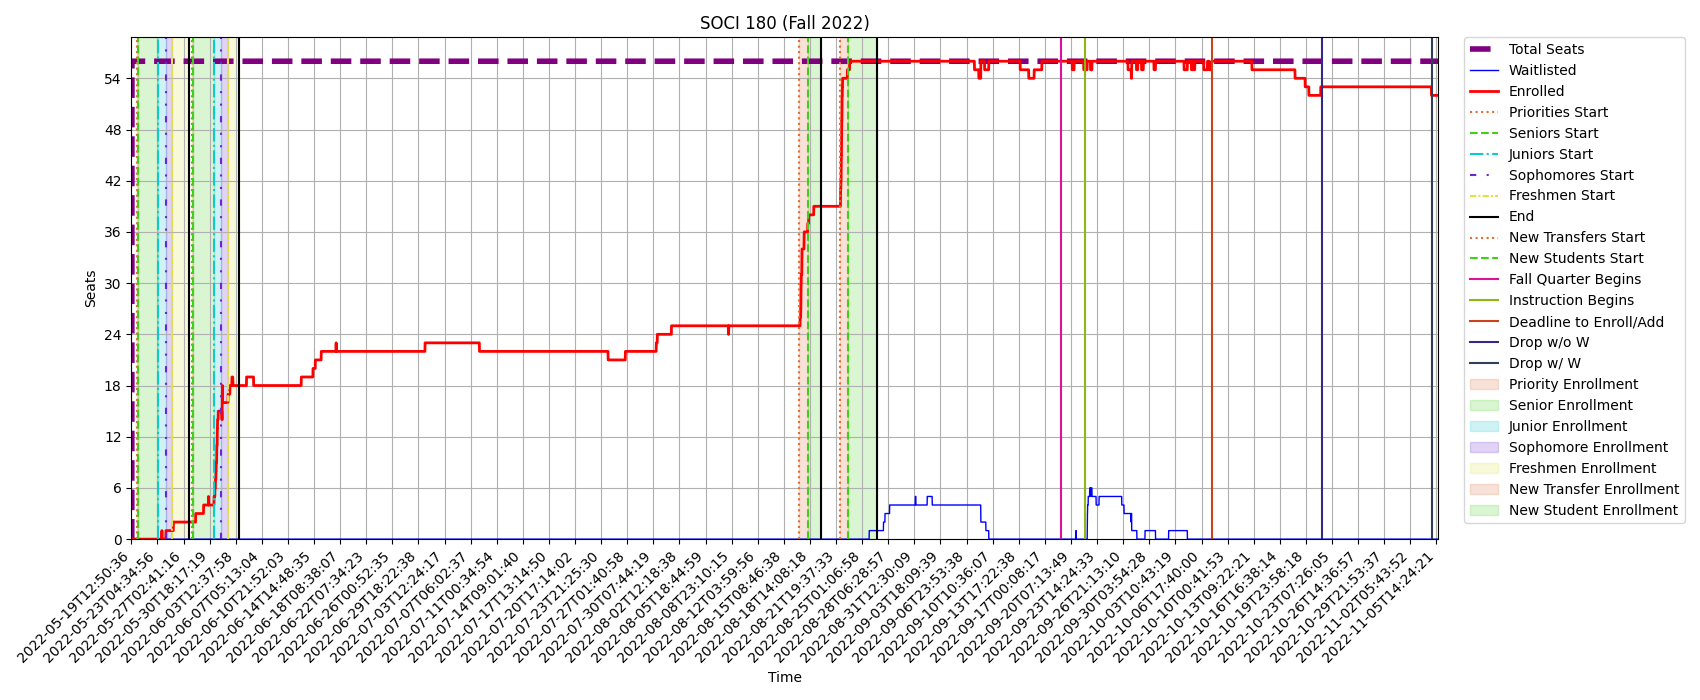 SOCI 180 (Fall 2022)
Seats
54
48
42
36
30
24
18
12
6
0
2022-05-19T12:50:36
2022-05-23T04:34:56
2022-05-27T02:41:16
2022-05-30T18:17:19
2022-06-03T12:37:58
2022-06-07T05:13:04
2022-06-10T21:52:03
2022-06-14T14:48:35
2022-06-18T08:38:07
2022-06-22T07:34:23
2022-06-26T00:52:35
2022-06-29T18:22:38
2022-07-03T12:24:17
2022-07-07T06:02:37
2022-07-11T00:34:54
2022-07-14T09:01:40
2022-07-17T13:14:50
2022-07-20T17:14:02
2022-07-23T21:25:30
2022-07-27T01:40:58
2022-07-30T07:44:19
2022-08-02T12:18:38
2022-08-05T18:44:59
2022-08-08T23:10:15
2022-08-12T03:59:56
2022-08-15T08:46:38
2022-08-18T14:08:18
2022-08-21T19:37:33
2022-08-25T01:06:58
2022-08-28T06:28:57
2022-08-31T12:30:09
2022-09-03T18:09:39
2022-09-06T23:53:38
2022-09-10T10:36:07
2022-09-13T17:22:38
2022-09-17T00:08:17
2022-09-20T07:13:49
2022-09-23T14:24:33
2022-09-26T21:13:10
2022-09-30T03:54:28
2022-10-03T10:43:19
2022-10-06T17:40:00
2022-10-10T00:41:53
2022-10-13T09:22:21
2022-10-16T16:38:14
2022-10-19T23:58:18
2022-10-23T07:26:05
2022-10-26T14:36:57
2022-10-29T21:53:37
2022-11-02T05:43:52
2022-11-05T14:24:21
Time
Total Seats
Waitlisted
Enrolled
Priorities Start
Seniors Start
Juniors Start
Sophomores Start
Freshmen Start
End
New Transfers Start
New Students Start
Fall Quarter Begins
Instruction Begins
Deadline to Enroll/Add
Drop w/o W
Drop w/ W
Priority Enrollment
Senior Enrollment
Junior Enrollment
Sophomore Enrollment
Freshmen Enrollment
New Transfer Enrollment
New Student Enrollment